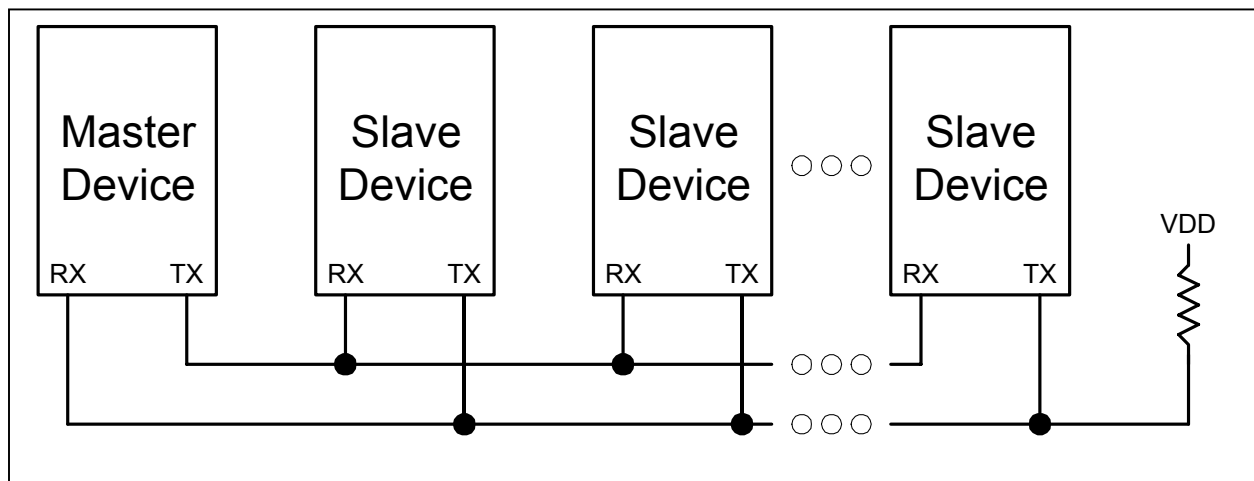 Master
Device
Slave
Device
Slave
Device
Slave
Device
VDD
RX TX
RX TX
RX TX
RX TX